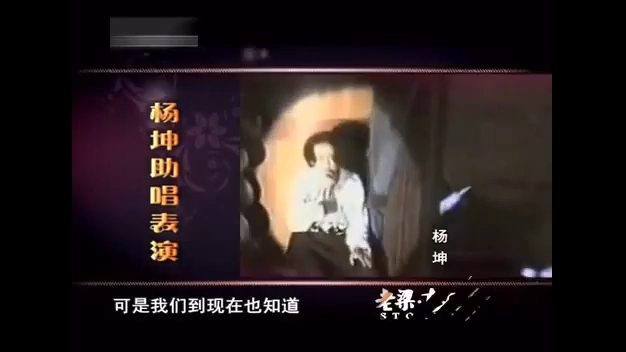 杨坤助唱表演
杨坤
可是我们到现在也知道
老梁